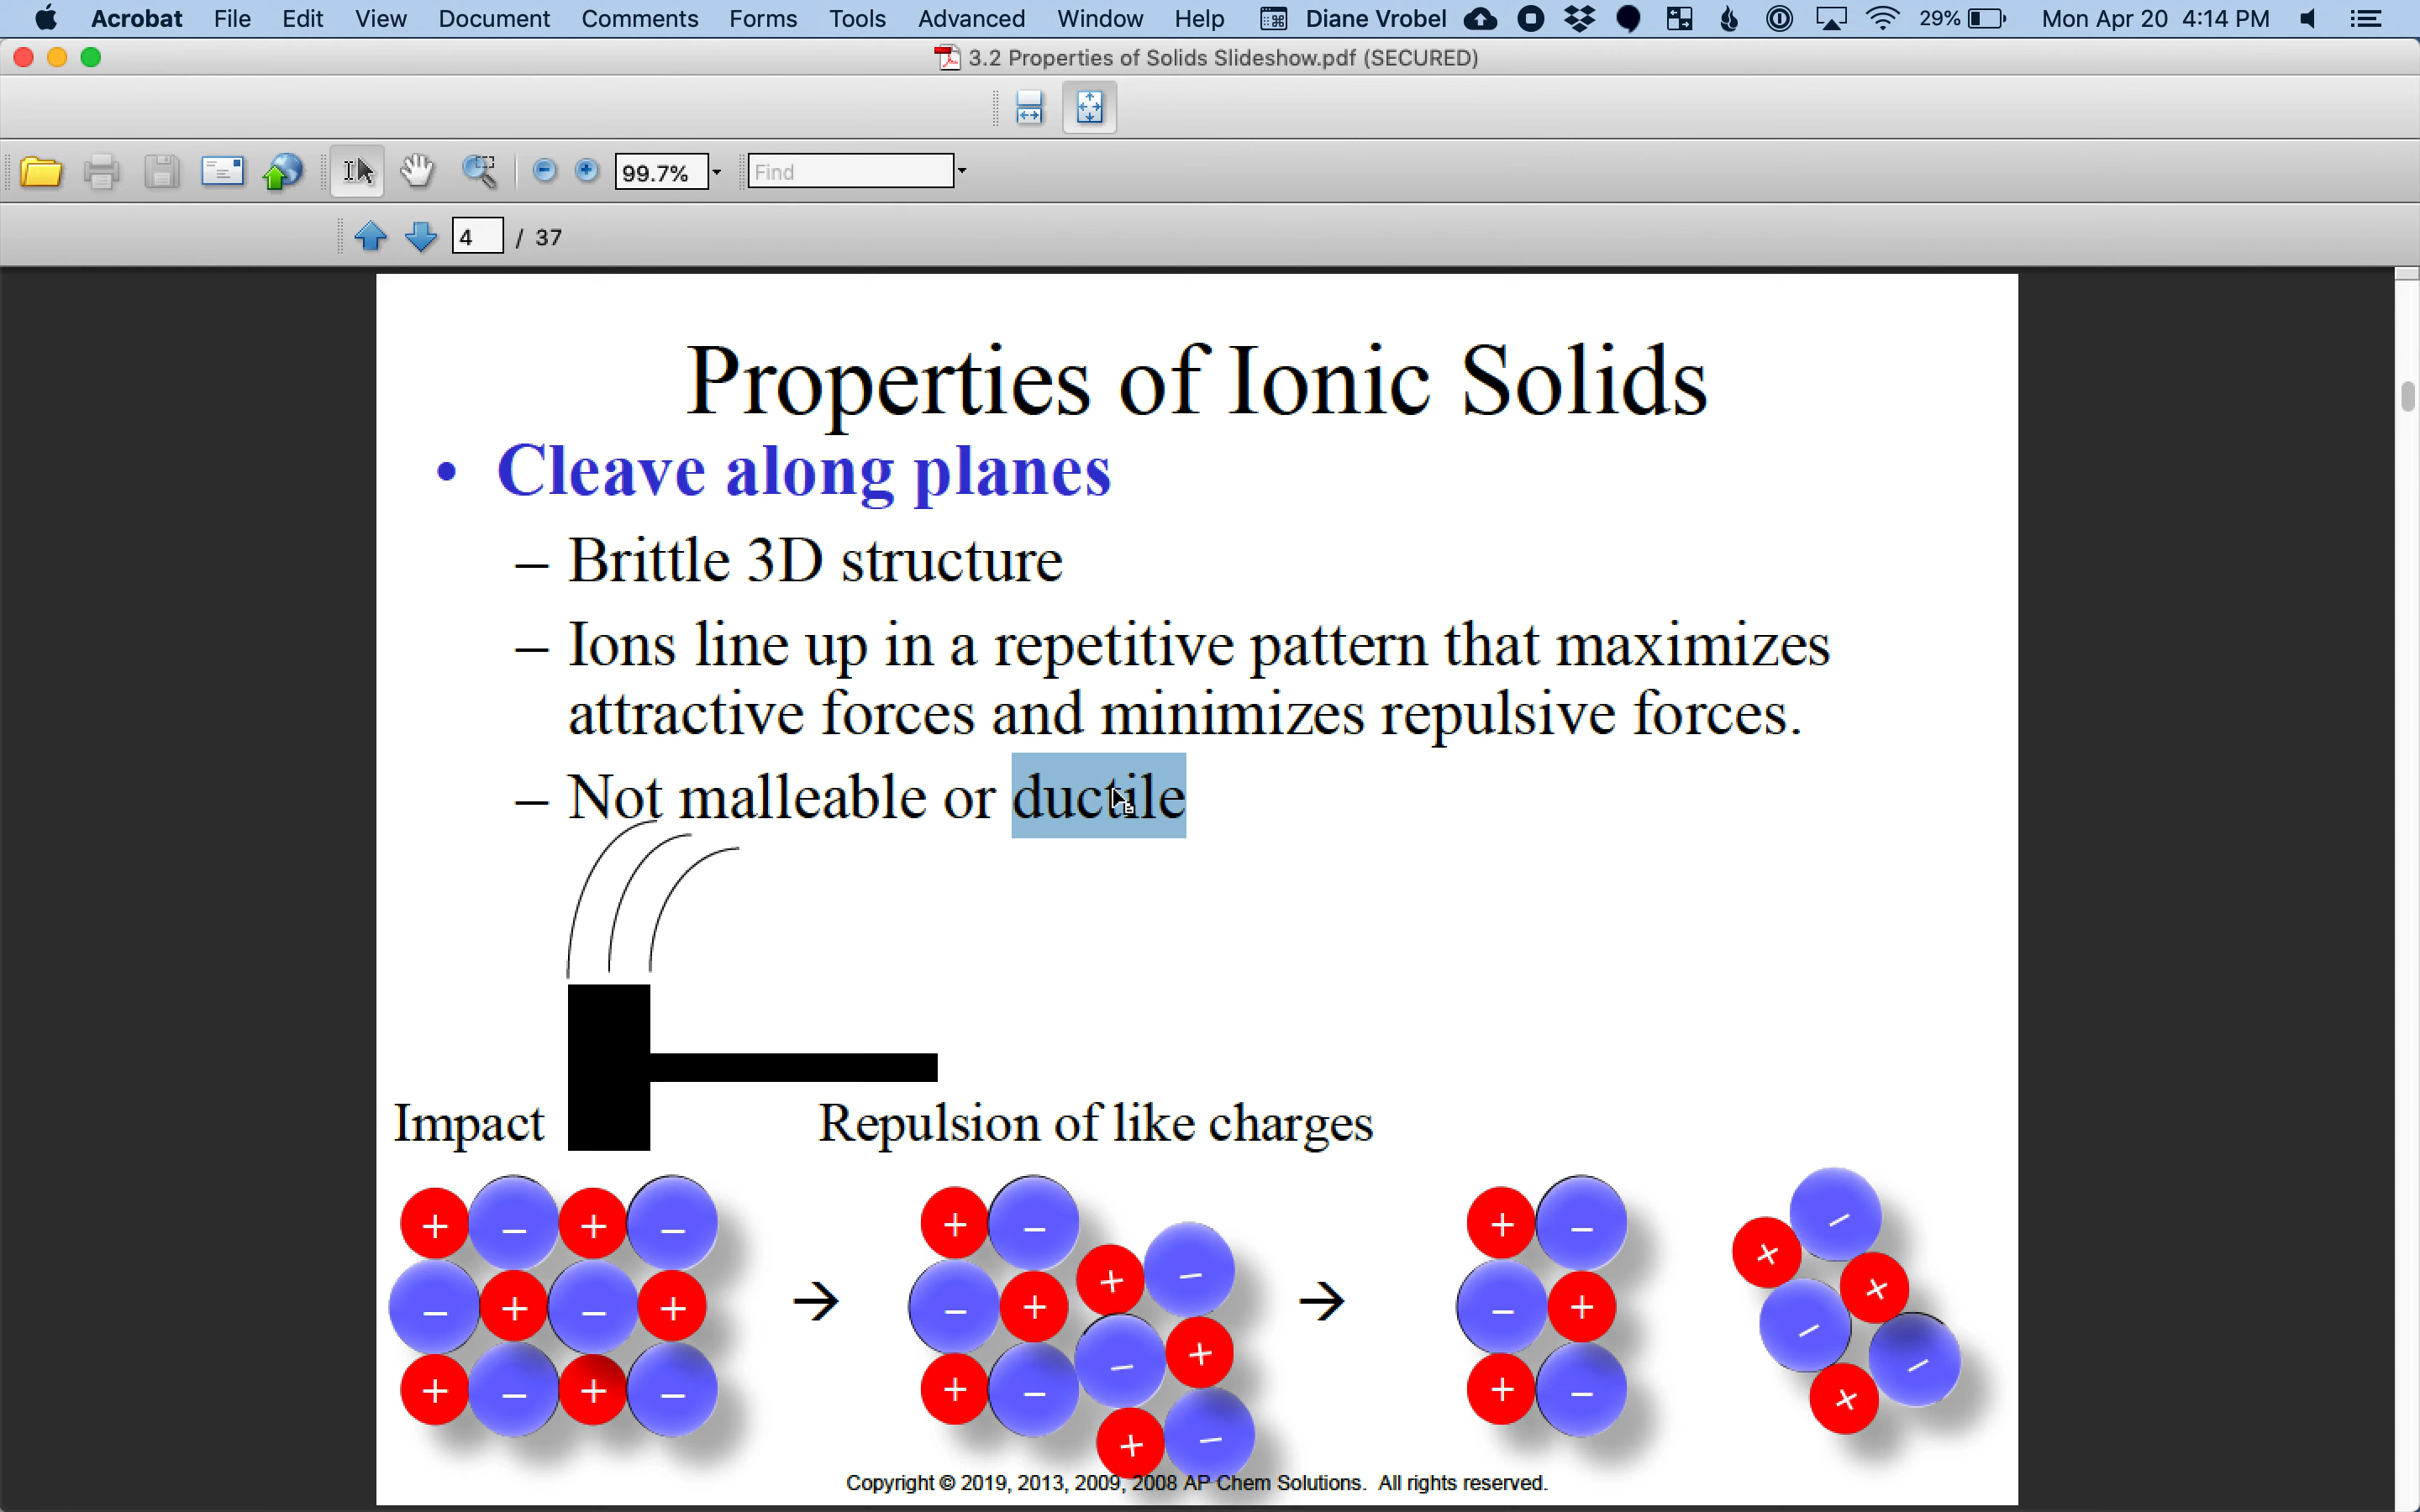 Acrobat File Edit View Document Comments Forms Tools Advanced Window Help Diane Vrobel 29% Mon Apr 20 4:14 PM
3.2 Properties of Solids Slideshow.pdf (SECURED)
99.7% Find
4 / 37
Properties of Ionic Solids
• Cleave along planes
– Brittle 3D structure
– Ions line up in a repetitive pattern that maximizes
attractive forces and minimizes repulsive forces.
– Not malleable or ductile
Impact Repulsion of like charges
+ – + – + – – + – +
– + – + → – + – → – + + +
+ + – –
+ – + – + – + – +
+ –
Copyright © 2019, 2013, 2009, 2008 AP Chem Solutions. All rights reserved.